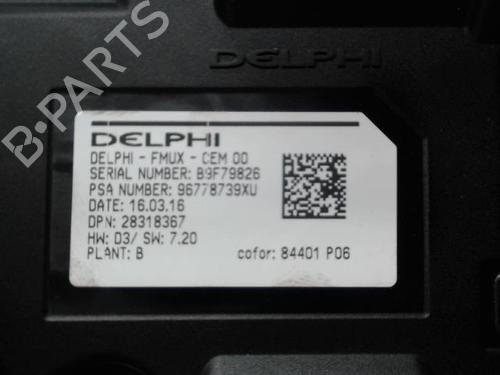 DELPHI
B-PARTS
DELPHI
DELPHI - FMUX - CEM 00
SERIAL NUMBER: B9F79826
PSA NUMBER: 96778739XU
DATE: 16.03.16
DPN: 28318367
HW: D3/ SW: 7.20
PLANT: B
cofor: 84401 P06